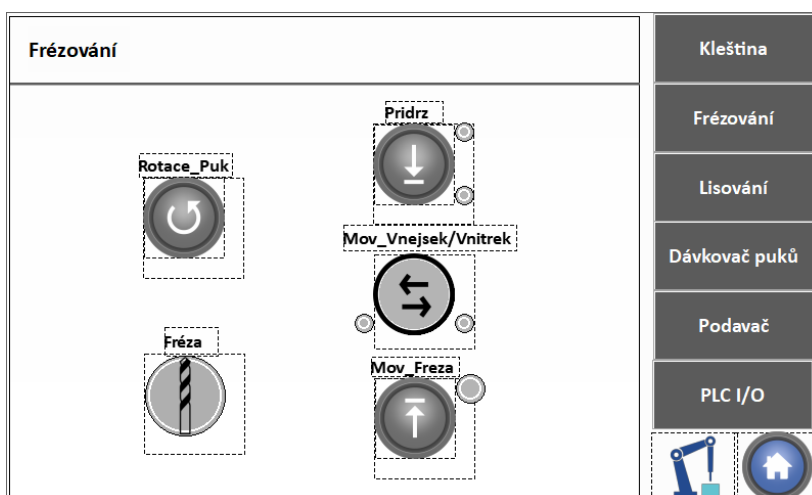 Frézování
Kleština
Frézování
Lisování
Dávkovač puků
Podavač
PLC I/O
Pridrz
Rotace_Puk
Mov_Vnejsek/Vnitrek
Fréza
Mov_Freza